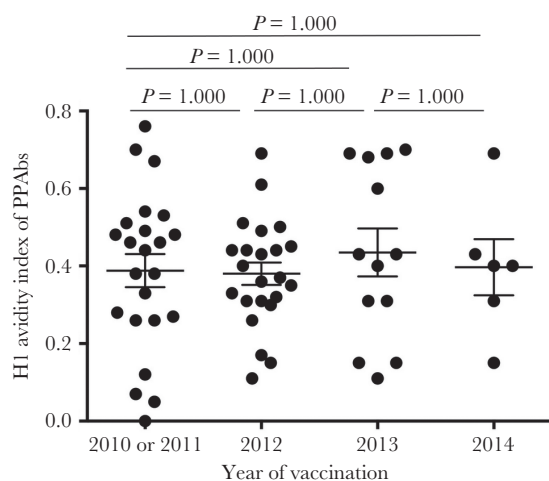 P = 1.000
P = 1.000
P = 1.000 P = 1.000 P = 1.000
0.8
0.6
0.4
0.2
0.0
H1 avidity index of PPAbs
2010 or 2011 2012 2013 2014
Year of vaccination